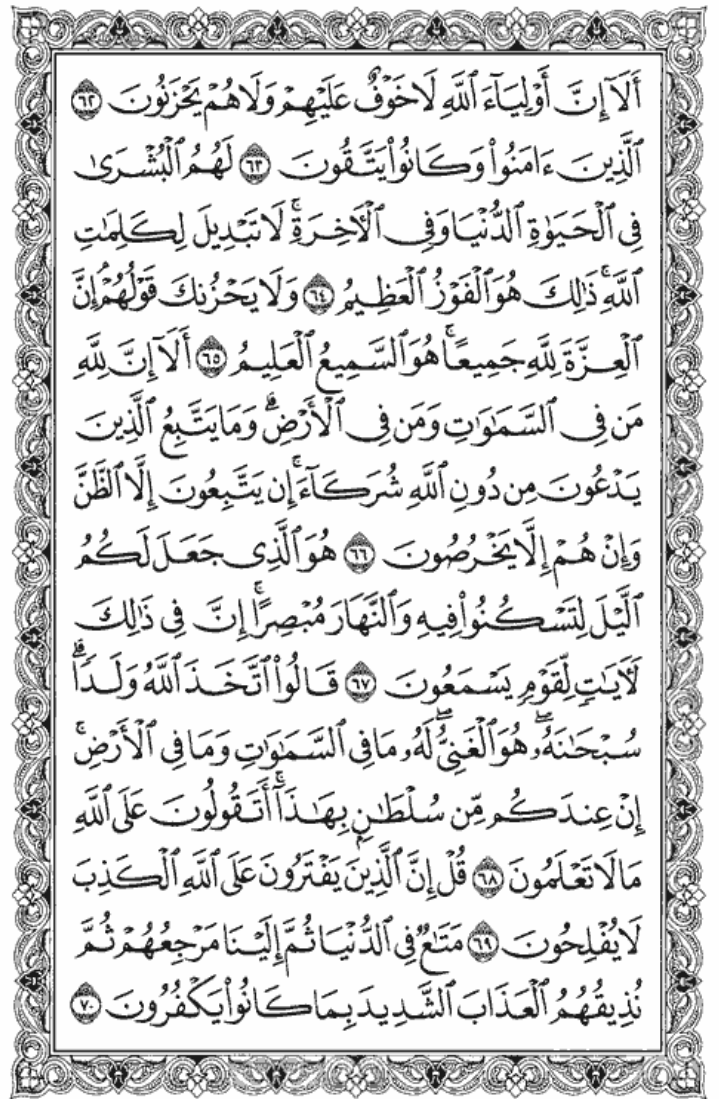 أَلَآ إِنَّ أَوْلِيَآءَ ٱللَّهِ لَا خَوْفٌ عَلَيْهِمْ وَلَا هُمْ يَحْزَنُونَ ٦٢
ٱلَّذِينَ ءَامَنُوا۟ وَكَانُوا۟ يَتَّقُونَ ٦٣ لَهُمُ ٱلْبُشْرَىٰ
فِى ٱلْحَيَوٰةِ ٱلدُّنْيَا وَفِى ٱلْأَخِرَةِ ۚ لَا تَبْدِيلَ لِكَلِمَٰتِ
ٱللَّهِ ۚ ذَٰلِكَ هُوَ ٱلْفَوْزُ ٱلْعَظِيمُ ٦٤ وَلَا يَحْزُنكَ قَوْلُهُمْ ۘ إِنَّ
ٱلْعِزَّةَ لِلَّهِ جَمِيعًا ۚ هُوَ ٱلسَّمِيعُ ٱلْعَلِيمُ ٦٥ أَلَآ إِنَّ لِلَّهِ
مَن فِى ٱلسَّمَٰوَٰتِ وَمَن فِى ٱلْأَرْضِ ۗ وَمَا يَتَّبِعُ ٱلَّذِينَ
يَدْعُونَ مِن دُونِ ٱللَّهِ شُرَكَآءَ ۚ إِن يَتَّبِعُونَ إِلَّا ٱلظَّنَّ
وَإِنْ هُمْ إِلَّا يَخْرُصُونَ ٦٦ هُوَ ٱلَّذِى جَعَلَ لَكُمُ
ٱلَّيْلَ لِتَسْكُنُوا۟ فِيهِ وَٱلنَّهَارَ مُبْصِرًا ۚ إِنَّ فِى ذَٰلِكَ
لَـَٔايَٰتٍ لِّقَوْمٍ يَسْمَعُونَ ٦٧ قَالُوا۟ ٱتَّخَذَ ٱللَّهُ وَلَدًا ۗ
سُبْحَٰنَهُۥ ۖ هُوَ ٱلْغَنِىُّ ۖ لَهُۥ مَا فِى ٱلسَّمَٰوَٰتِ وَمَا فِى ٱلْأَرْضِ ۚ
إِنْ عِندَكُم مِّن سُلْطَٰنٍۭ بِهَٰذَآ ۚ أَتَقُولُونَ عَلَى ٱللَّهِ
مَا لَا تَعْلَمُونَ ٦٨ قُلْ إِنَّ ٱلَّذِينَ يَفْتَرُونَ عَلَى ٱللَّهِ ٱلْكَذِبَ
لَا يُفْلِحُونَ ٦٩ مَتَٰعٌ فِى ٱلدُّنْيَا ثُمَّ إِلَيْنَا مَرْجِعُهُمْ ثُمَّ
نُذِيقُهُمُ ٱلْعَذَابَ ٱلشَّدِيدَ بِمَا كَانُوا۟ يَكْفُرُونَ ٧٠